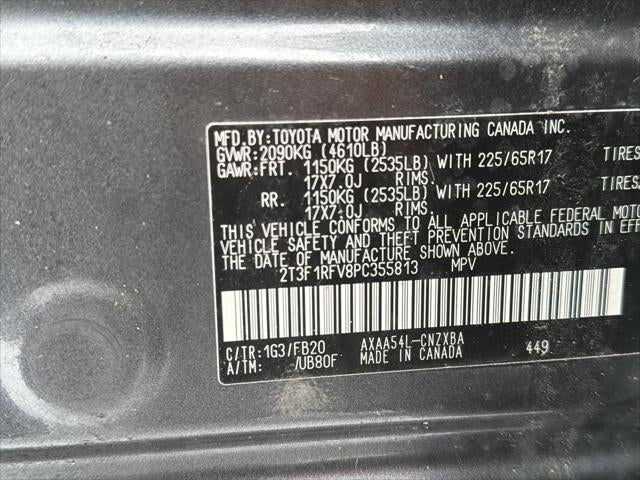 MFD.BY:TOYOTA MOTOR MANUFACTURING CANADA INC.
GVWR:2090KG (4610LB)
GAWR:FRT. 1150KG (2535LB) WITH 225/65R17 TIRES
17X7.0J RIMS.
RR. 1150KG (2535LB) WITH 225/65R17 TIRES
17X7.0J RIMS.
THIS VEHICLE CONFORMS TO ALL APPLICABLE FEDERAL MOTO
VEHICLE SAFETY AND THEFT PREVENTION STANDARDS IN EFF
THE DATE OF MANUFACTURE SHOWN ABOVE.
2T3F1RFV8PC355813 MPV
C/TR:1G3/FB20 AXAA54L-CNZXBA 449
A/TM: /UB80F MADE IN CANADA